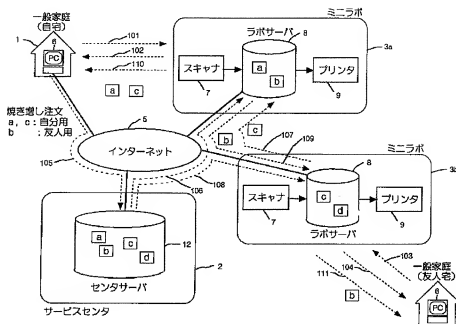 一般家庭
(自宅)
1
6
PC
101
102
110
a
c
焼き増し注文
a，c：自分用
b　：友人用
105
5
インターネット
106
108
ミニラボ
3a
ラボサーバ
8
スキャナ
7
a
b
プリンタ
9
b
c
107
109
ミニラボ
3a
8
スキャナ
7
c
d
ラボサーバ
プリンタ
9
12
a
b
c
d
センタサーバ
2
サービスセンタ
111
104
103
b
一般家庭
(友人宅)
6
PC